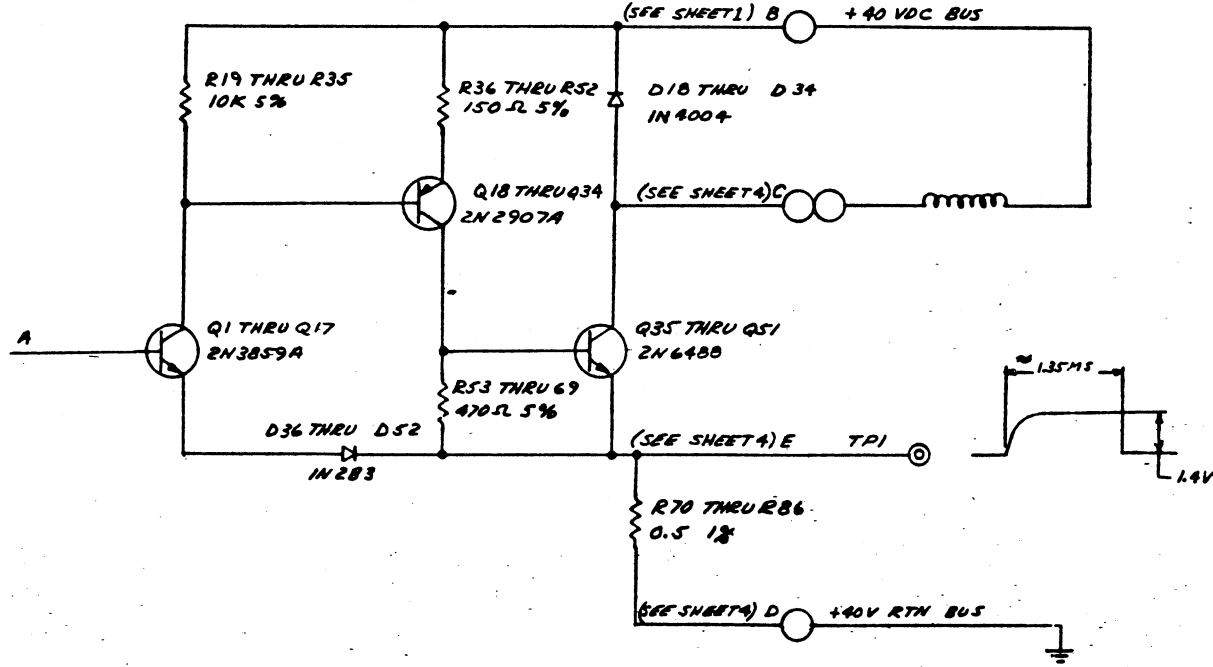 (SEE SHEET1) B +40 VDC BUS
R19 THRU R35
10K 5%
R36 THRU R52
150 Ω 5%
D18 THRU D34
1N4004
Q18 THRU Q34
2N2907A
(SEE SHEET4)C
A
Q1 THRU Q17
2N3859A
Q35 THRU Q51
2N6488
≈
1.35MS
R53 THRU 69
470Ω 5%
D36 THRU D52
1N283
(SEE SHEET4) E TP1
1.4V
R70 THRU R86
0.5 1%
(SEE SHEET4) D +40V RTN BUS